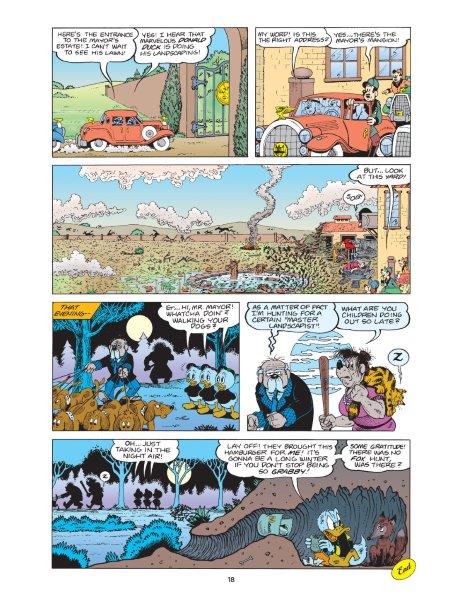 HERE'S THE ENTRANCE
TO THE MAYOR'S
ESTATE! I CAN'T WAIT
TO SEE HIS LAWN!
YES! I HEAR THAT
MARVELOUS DONALD
DUCK IS DOING
HIS LANDSCAPING!
MY WORD! IS THIS
THE RIGHT ADDRESS?
YES...THERE'S THE
MAYOR'S MANSION!
BUT... LOOK
AT THIS YARD!
SOB!
THAT
EVENING--
ER...HI, MR. MAYOR!
WHATCHA DOIN'?
WALKING YOUR
DOGS?
AS A MATTER OF FACT
I'M HUNTING FOR A
CERTAIN "MASTER
LANDSCAPIST".
WHAT ARE YOU
CHILDREN DOING
OUT SO LATE?
Z
OH...JUST
TAKING IN THE
NIGHT AIR!
Z
LAY OFF! THEY BROUGHT THIS
HAMBURGER FOR ME! IT'S
GONNA BE A LONG WINTER
IF YOU DON'T STOP BEING
SO GRABBY!
SOME GRATITUDE!
THERE WAS NO
FOX HUNT,
WAS THERE?
End
18